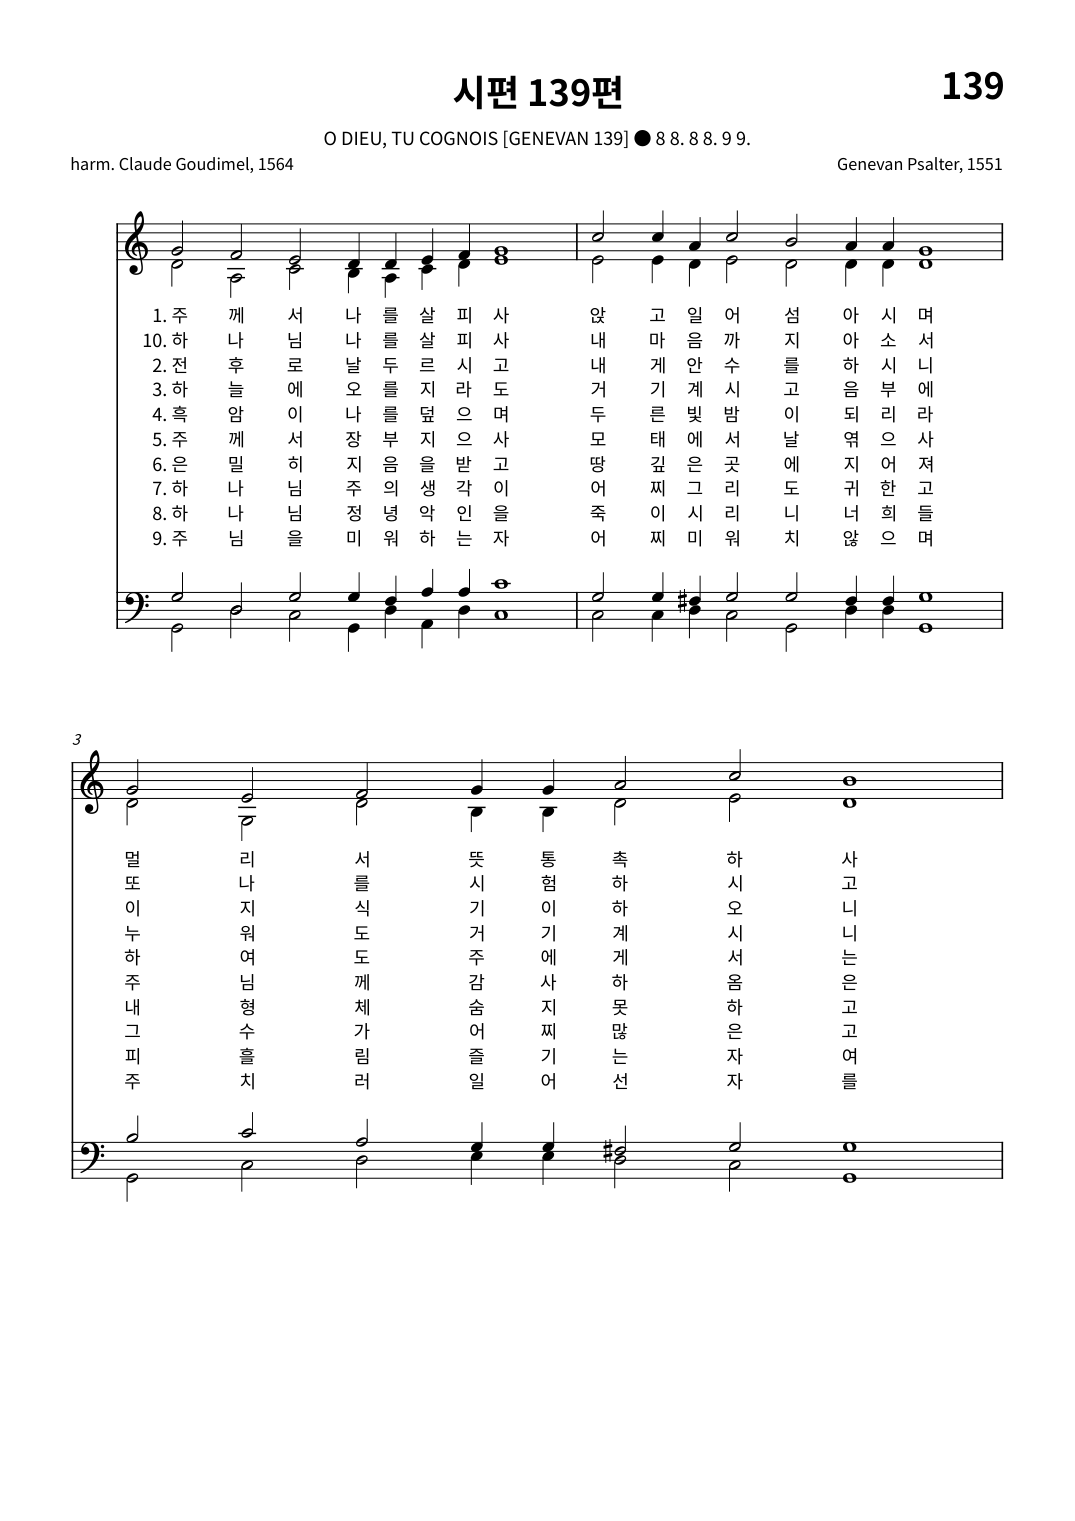 시편 139편
139
O DIEU, TU COGNOIS [GENEVAN 139] ● 8 8. 8 8. 9 9.
harm. Claude Goudimel, 1564
Genevan Psalter, 1551
1. 주 께 서 나 를 살 피 사 앉 고 일 어 섬 아 시 며
10. 하 나 님 나 를 살 피 사 내 마 음 까 지 아 소 서
2. 전 후 로 날 두 르 시 고 내 게 안 수 를 하 시 니
3. 하 늘 에 오 를 지 라 도 거 기 계 시 고 음 부 에
4. 흑 암 이 나 를 덮 으 며 두 른 빛 밤 이 되 리 라
5. 주 께 서 장 부 지 으 사 모 태 에 서 날 엮 으 사
6. 은 밀 히 지 음 을 받 고 땅 깊 은 곳 에 지 어 져
7. 하 나 님 주 의 생 각 이 어 찌 그 리 도 귀 한 고
8. 하 나 님 정 녕 악 인 을 죽 이 시 리 니 너 희 들
9. 주 님 을 미 워 하 는 자 어 찌 미 워 치 않 으 며
3
멀 리 서 뜻 통 촉 하 사
또 나 를 시 험 하 시 고
이 지 식 기 이 하 오 니
누 워 도 거 기 계 시 니
하 여 도 주 에 게 서 는
주 님 께 감 사 하 옴 은
내 형 체 숨 지 못 하 고
그 수 가 어 찌 많 은 고
피 흘 림 즐 기 는 자 여
주 치 러 일 어 선 자 를